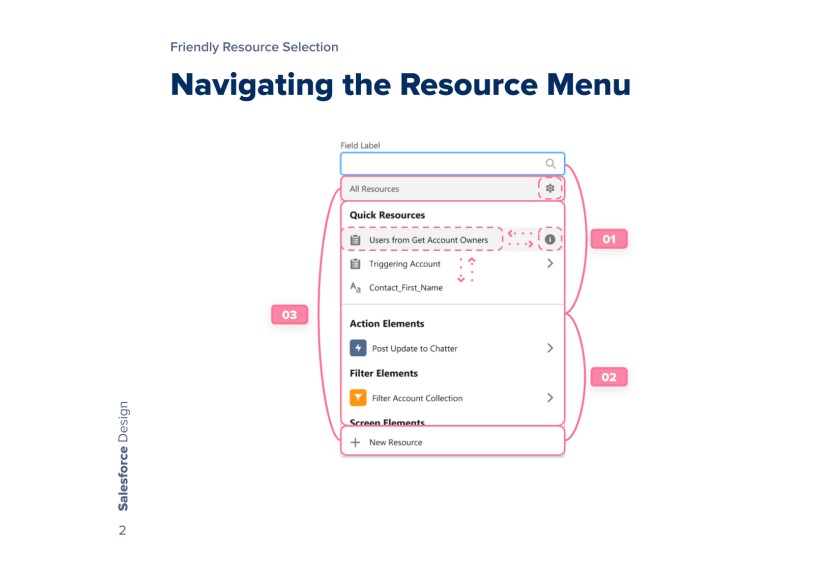 Friendly Resource Selection
Navigating the Resource Menu
Field Label
All Resources
Quick Resources
Users from Get Account Owners
Triggering Account
Contact_First_Name
Action Elements
Post Update to Chatter
Filter Elements
Filter Account Collection
Screen Elements
New Resource
01
02
03
Salesforce Design
2